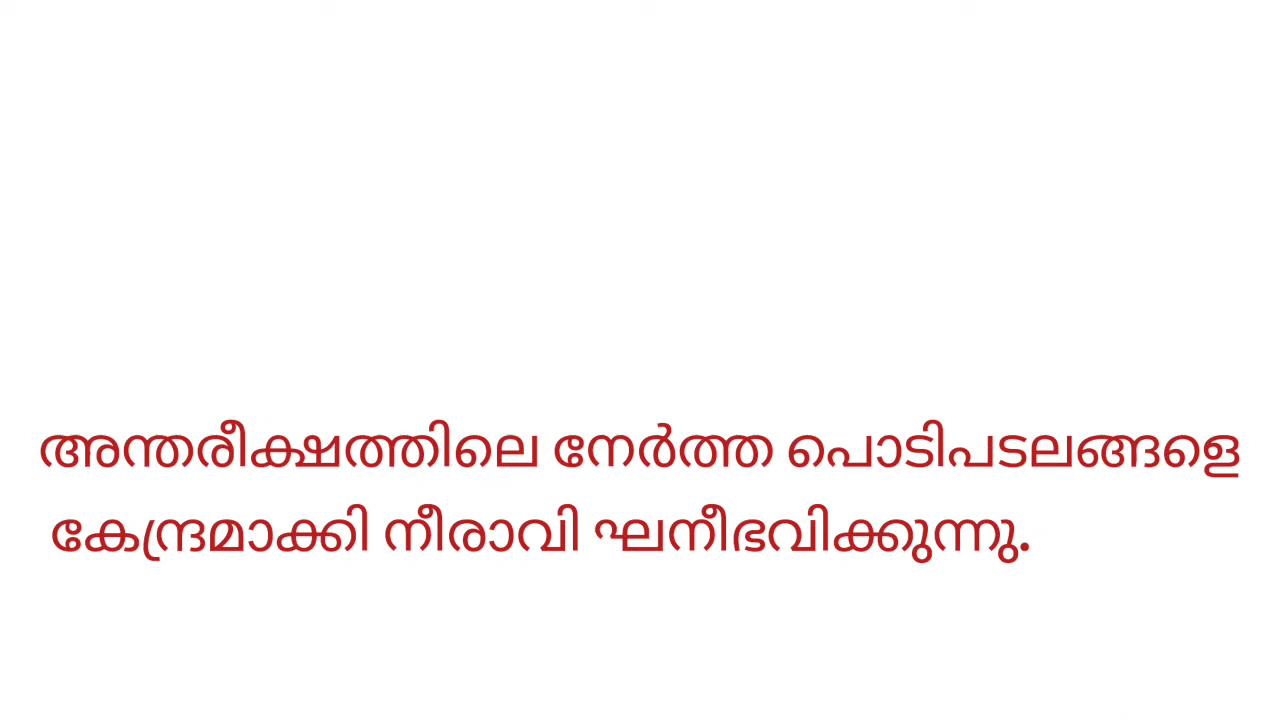 അന്തരീക്ഷത്തിലെ നേർത്ത പൊടിപടലങ്ങളെ
കേന്ദ്രമാക്കി നീരാവി ഘനീഭവിക്കുന്നു.